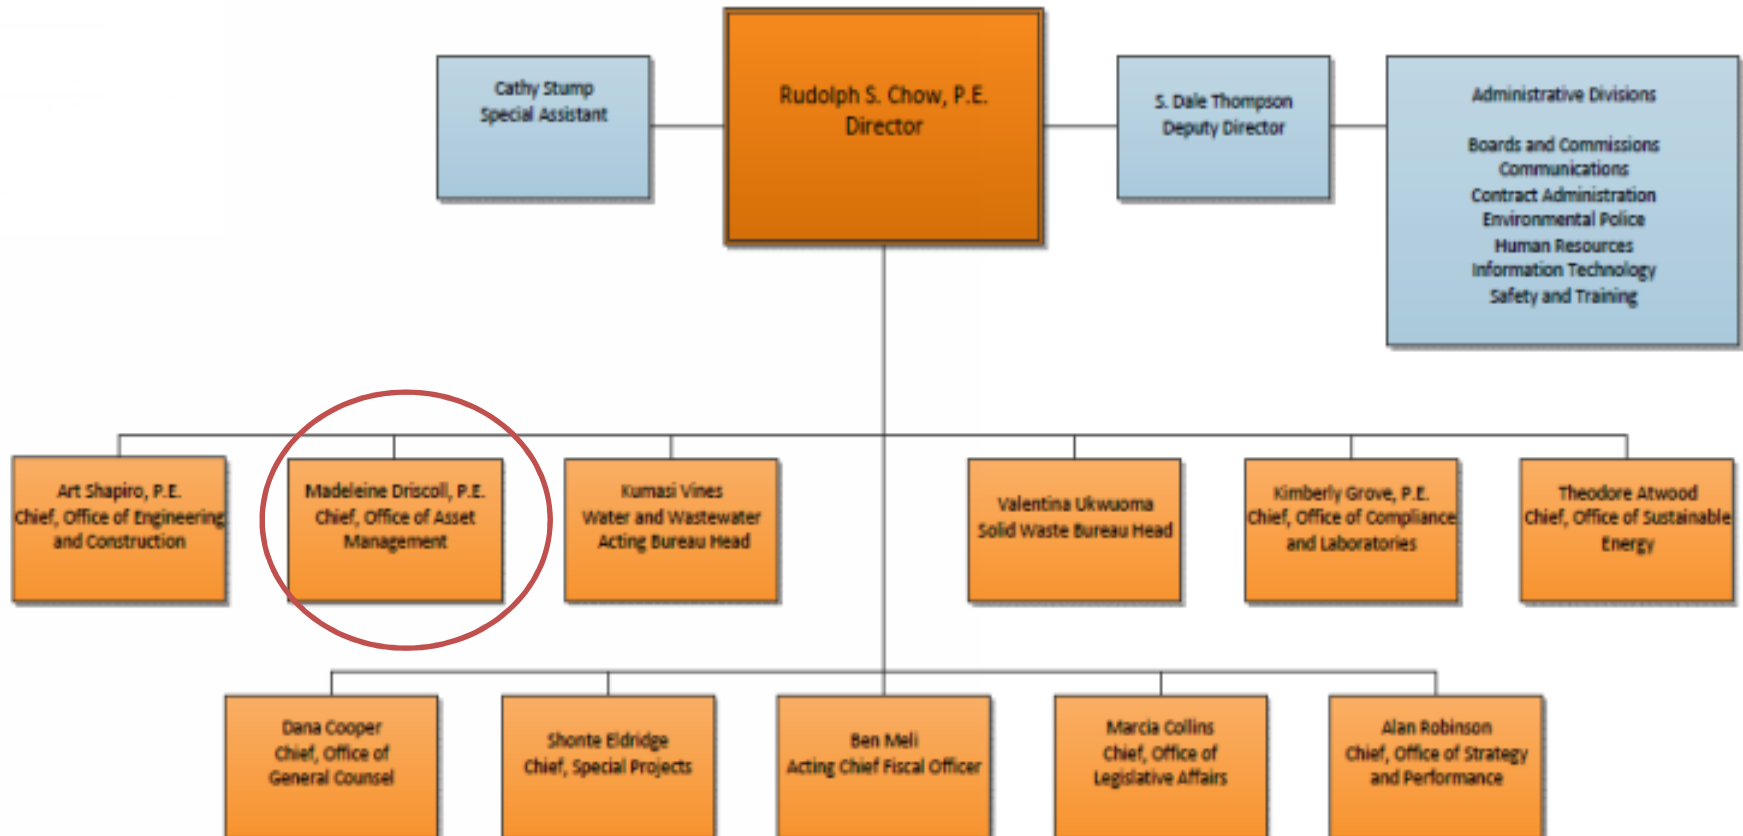 Cathy Stump
Special Assistant
Rudolph S. Chow, P.E.
Director
S. Dale Thompson
Deputy Director
Administrative Divisions
Boards and Commissions
Communications
Contract Administration
Environmental Police
Human Resources
Information Technology
Safety and Training
Art Shapiro, P.E.
Chief, Office of Engineering
and Construction
Madeleine Driscoll, P.E.
Chief, Office of Asset
Management
Kumasi Vines
Water and Wastewater
Acting Bureau Head
Valentina Ukwuoma
Solid Waste Bureau Head
Kimberly Grove, P.E.
Chief, Office of Compliance
and Laboratories
Theodore Atwood
Chief, Office of Sustainable
Energy
Dana Cooper
Chief, Office of
General Counsel
Shonte Eldridge
Chief, Special Projects
Ben Meli
Acting Chief Fiscal Officer
Marcia Collins
Chief, Office of
Legislative Affairs
Alan Robinson
Chief, Office of Strategy
and Performance